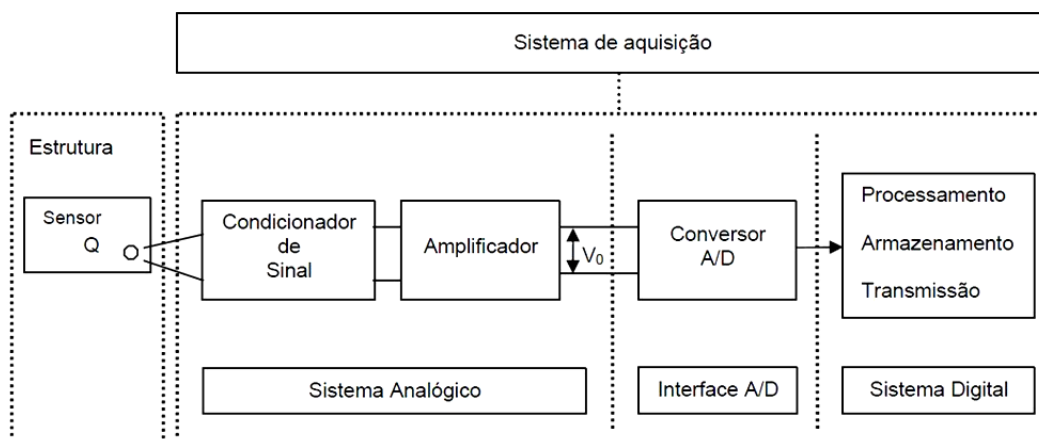 Sistema de aquisição
Estrutura
Sensor
Q
Condicionador
de
Sinal
Amplificador
V₀
Conversor
A/D
Processamento
Armazenamento
Transmissão
Sistema Analógico
Interface A/D
Sistema Digital